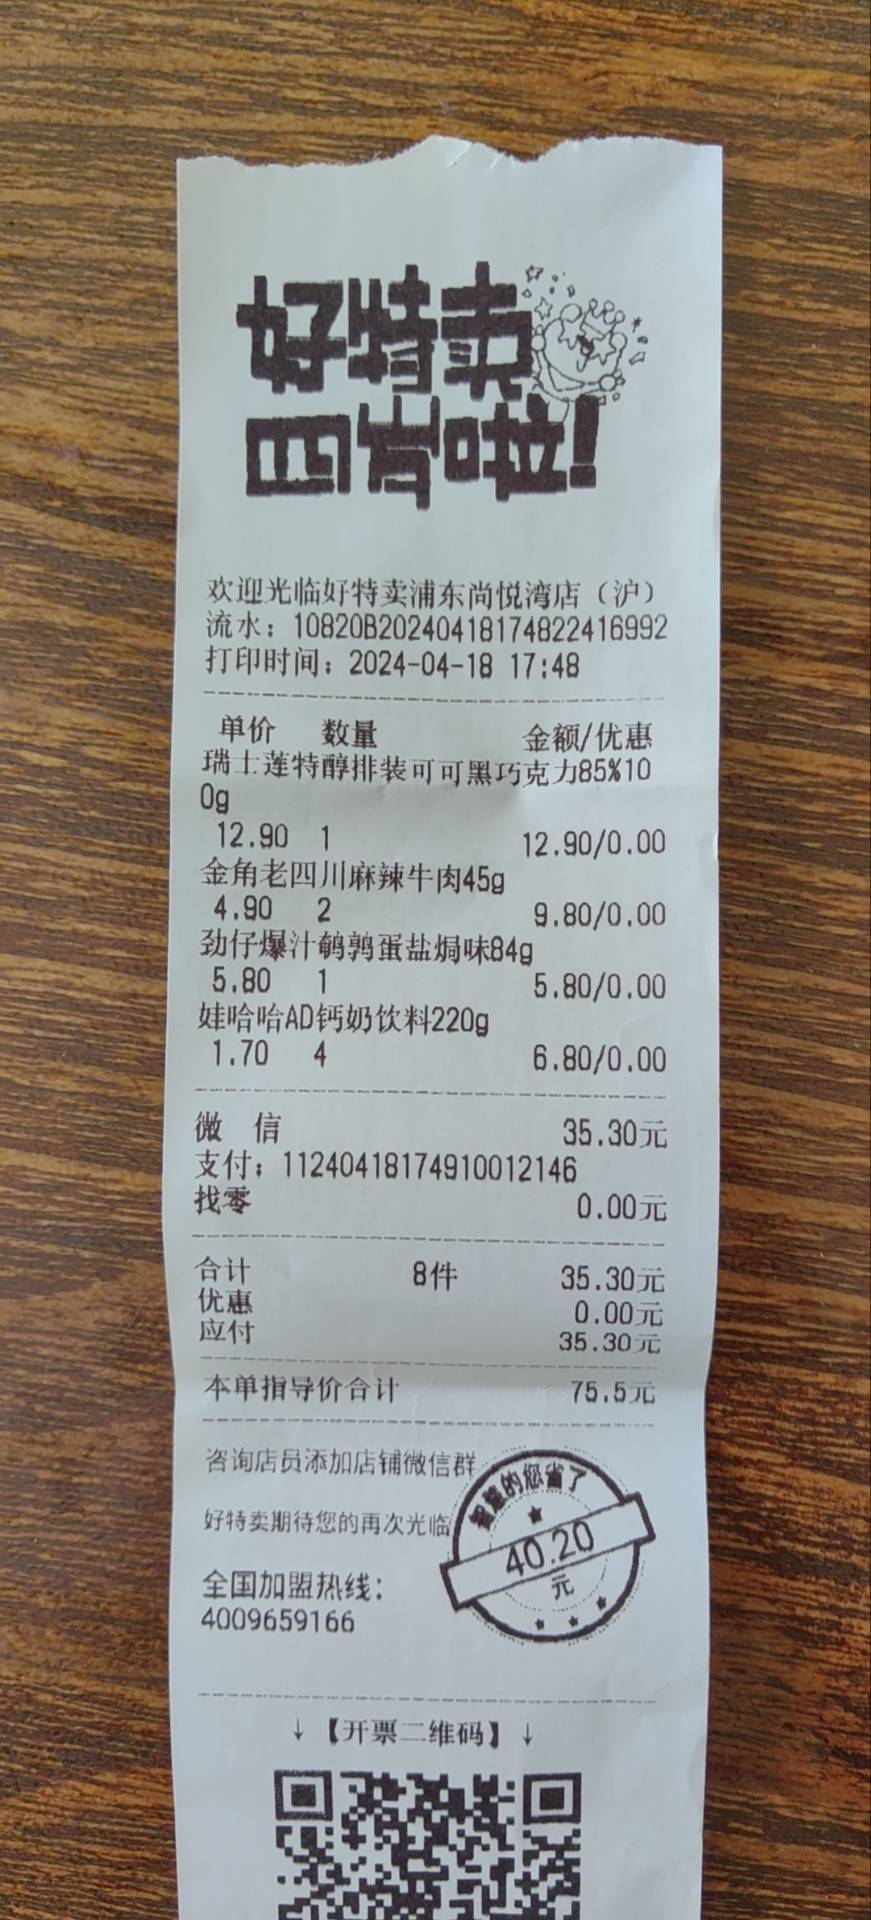 好特卖
欢迎光临好特卖浦东尚悦湾店（沪）
流水：10820B20240418174822416992
打印时间：2024-04-18 17:48
单价 数量 金额/优惠
瑞士莲特醇排装可可黑巧克力85%10
0g
12.90 1 12.90/0.00
金角老四川麻辣牛肉45g
4.90 2 9.80/0.00
劲仔爆汁鹌鹑蛋盐焗味84g
5.80 1 5.80/0.00
娃哈哈AD钙奶饮料220g
1.70 4 6.80/0.00
微 信 35.30元
支付：11240418174910012146
找零 0.00元
合计 8件 35.30元
优惠 0.00元
应付 35.30元
本单指导价合计 75.5元
咨询店员添加店铺微信群
好特卖期待您的再次光临
智慧的您省了
40.20
元
全国加盟热线：
4009659166
↓【开票二维码】↓